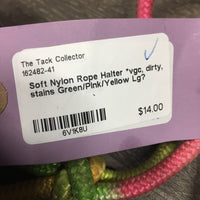 The Tack Collector
162482-41
Soft Nylon Rope Halter *vgc, dirty,
stains Green/Pink/Yellow Lg?
$14.00
6V1K8U